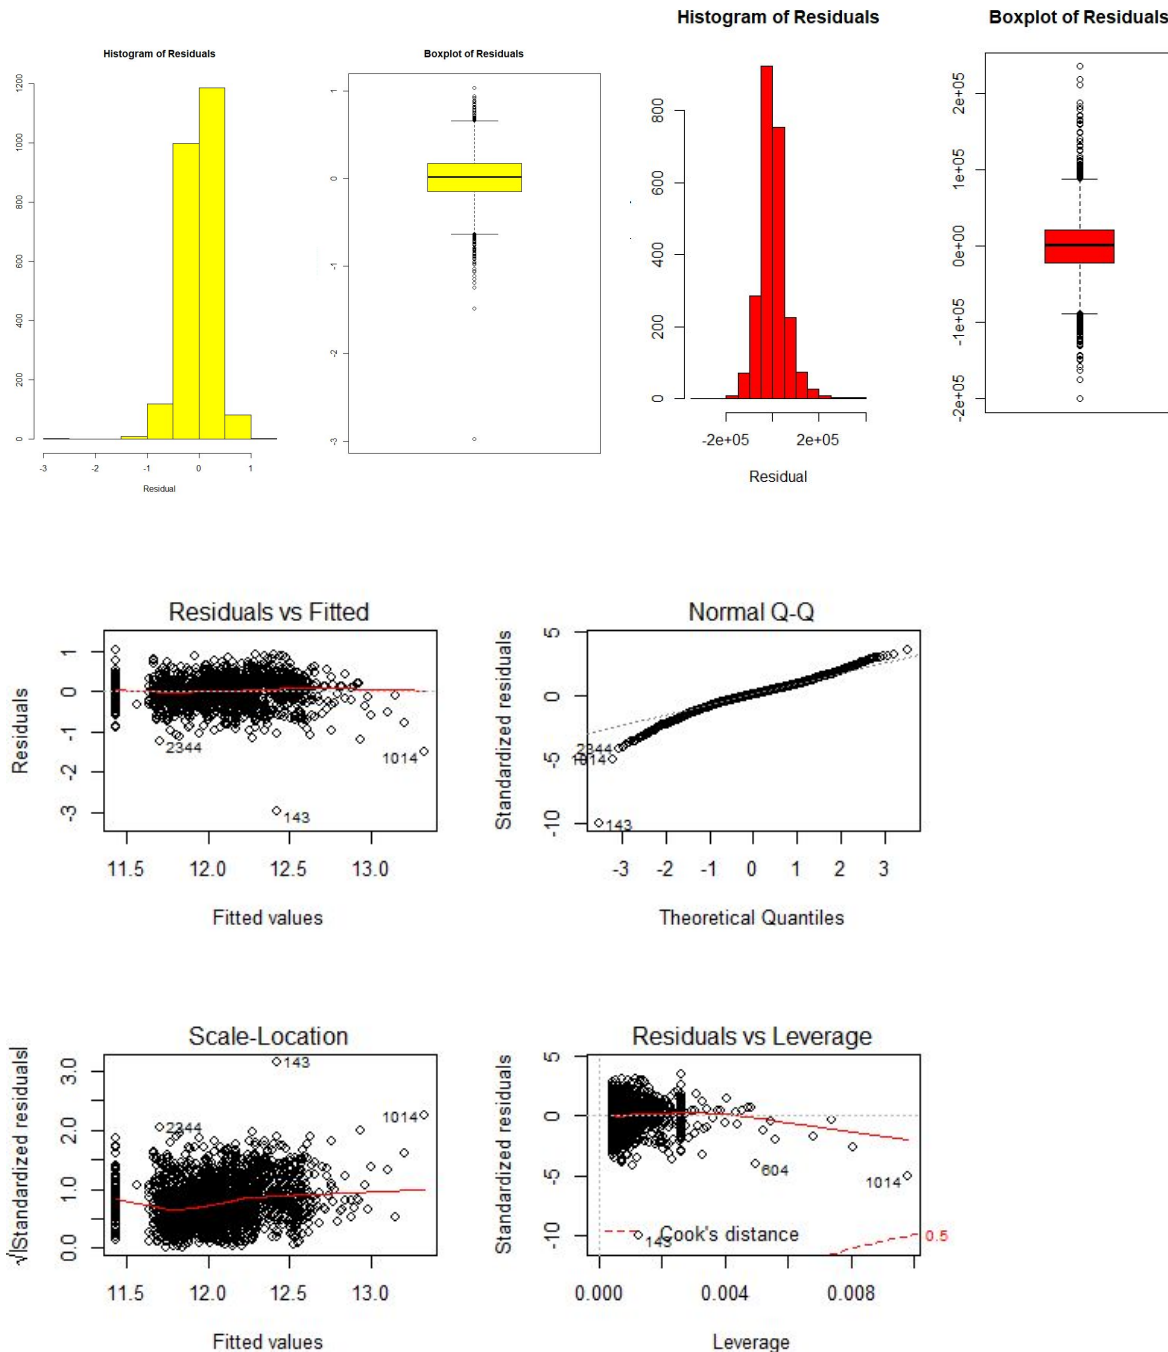 Histogram of Residuals
1200
1000
800
600
400
200
0
-3 -2 -1 0 1
Residual
Boxplot of Residuals
1
0
-1
-2
-3
Histogram of Residuals
800
600
400
200
0
-2e+05 2e+05
Residual
Boxplot of Residuals
2e+05
1e+05
0e+00
-1e+05
-2e+05
Residuals vs Fitted
Residuals
1
0
-1
-2
-3
2344
1014
143
11.5 12.0 12.5 13.0
Fitted values
Normal Q-Q
Standardized residuals
5
0
-5
-10
2344
1014
143
-3 -2 -1 0 1 2 3
Theoretical Quantiles
Scale-Location
√|Standardized residuals|
3.0
2.0
1.0
0.0
143
1014
2344
11.5 12.0 12.5 13.0
Fitted values
Residuals vs Leverage
Standardized residuals
5
0
-5
-10
604
1014
143
Cook's distance
0.5
0.000 0.004 0.008
Leverage